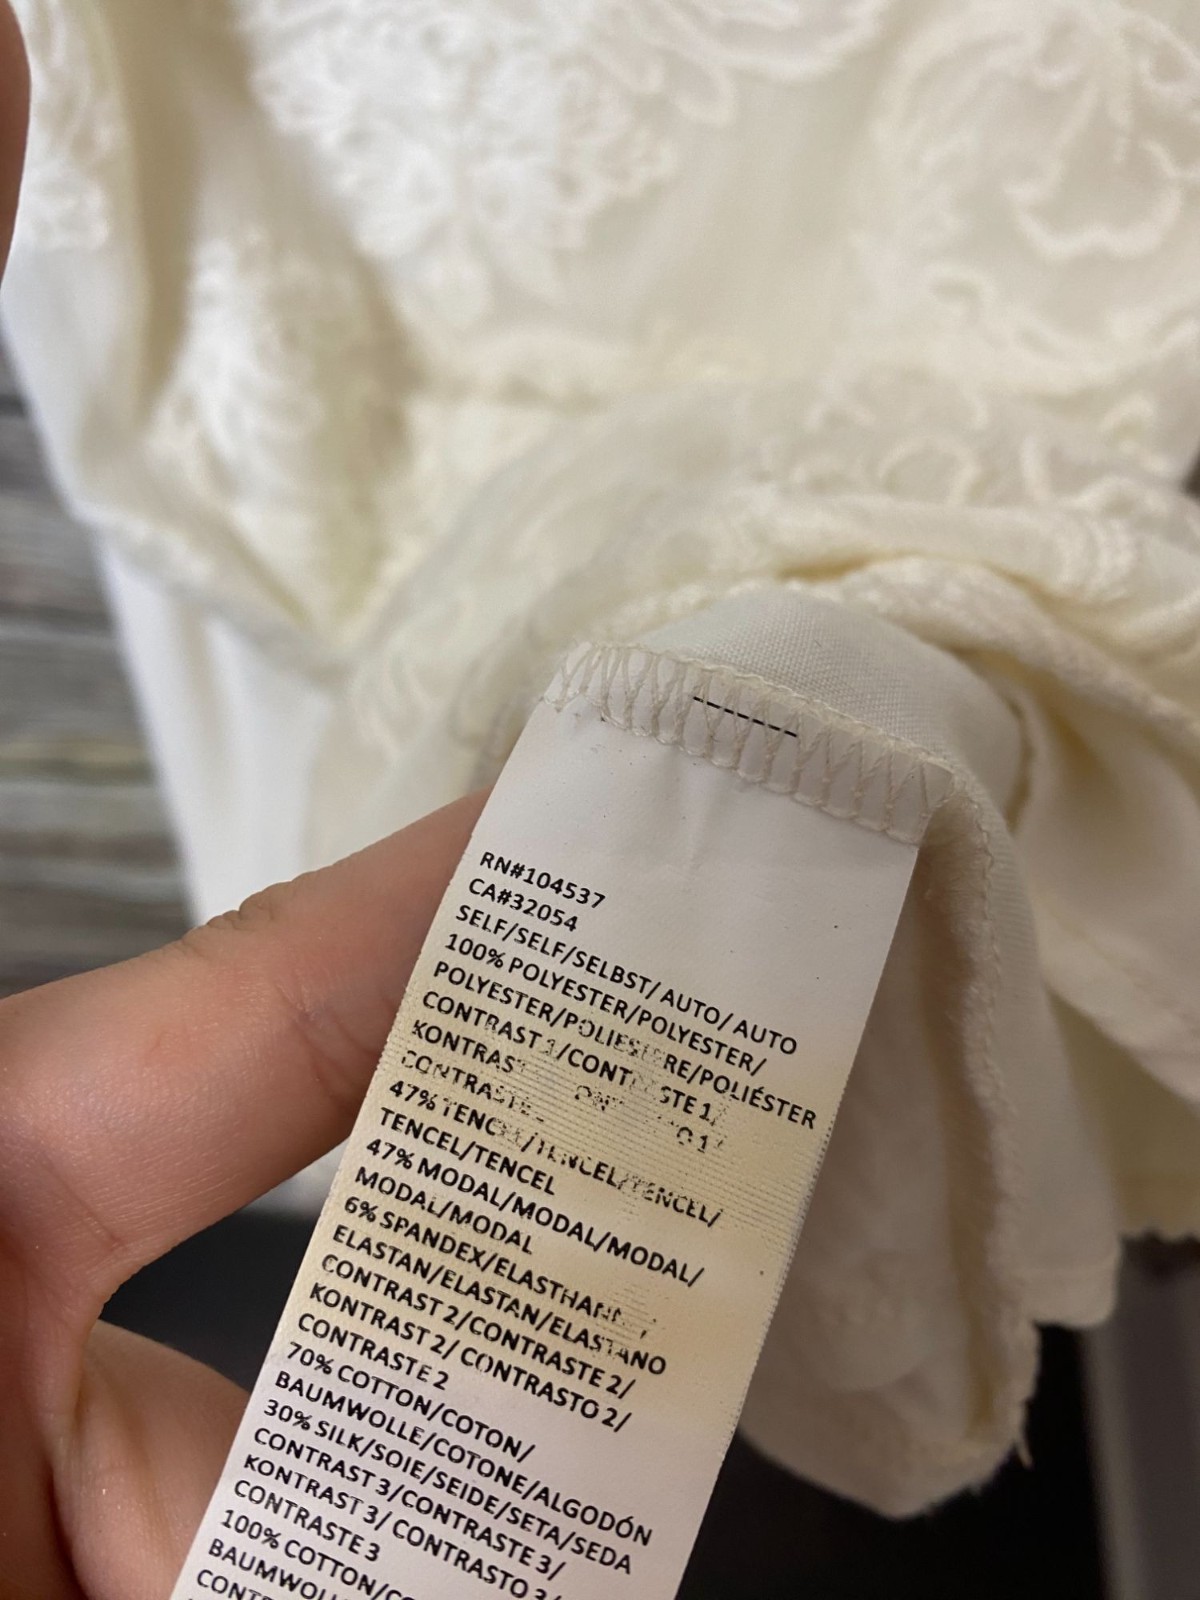 RN#104537
CA#32054
SELF/SELF/SELBST/AUTO/AUTO
100% POLYESTER/POLYESTER/
POLYESTER/POLIESTERE/POLIÉSTER
CONTRAST 1/CONTRASTE 1/
KONTRAST
CONTRASTE
47% TENCEL/TENCEL/TENCEL/
TENCEL/TENCEL
47% MODAL/MODAL/MODAL/
MODAL/MODAL
6% SPANDEX/ELASTHANNE/
ELASTAN/ELASTAN/ELASTANO
CONTRAST 2/CONTRASTE 2/
KONTRAST 2/ CONTRASTO 2/
CONTRASTE 2
70% COTTON/COTON/
BAUMWOLLE/COTONE/ALGODÓN
30% SILK/SOIE/SEIDE/SETA/SEDA
CONTRAST 3/CONTRASTE 3/
KONTRAST 3/ CONTRASTO 3/
CONTRASTE 3
100% COTTON/